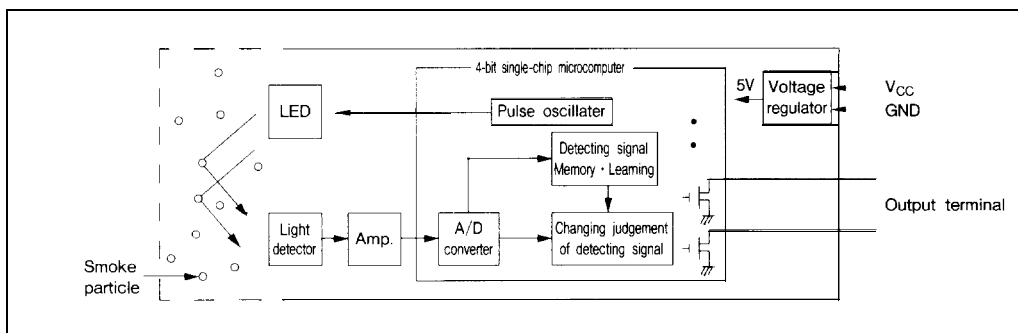 4-bit single-chip microcomputer
5V
Voltage
regulator
VCC
GND
LED
Pulse oscillater
Detecting signal
Memory・Learning
Light
detector
Amp.
A/D
converter
Changing judgement
of detecting signal
Output terminal
Smoke
particle